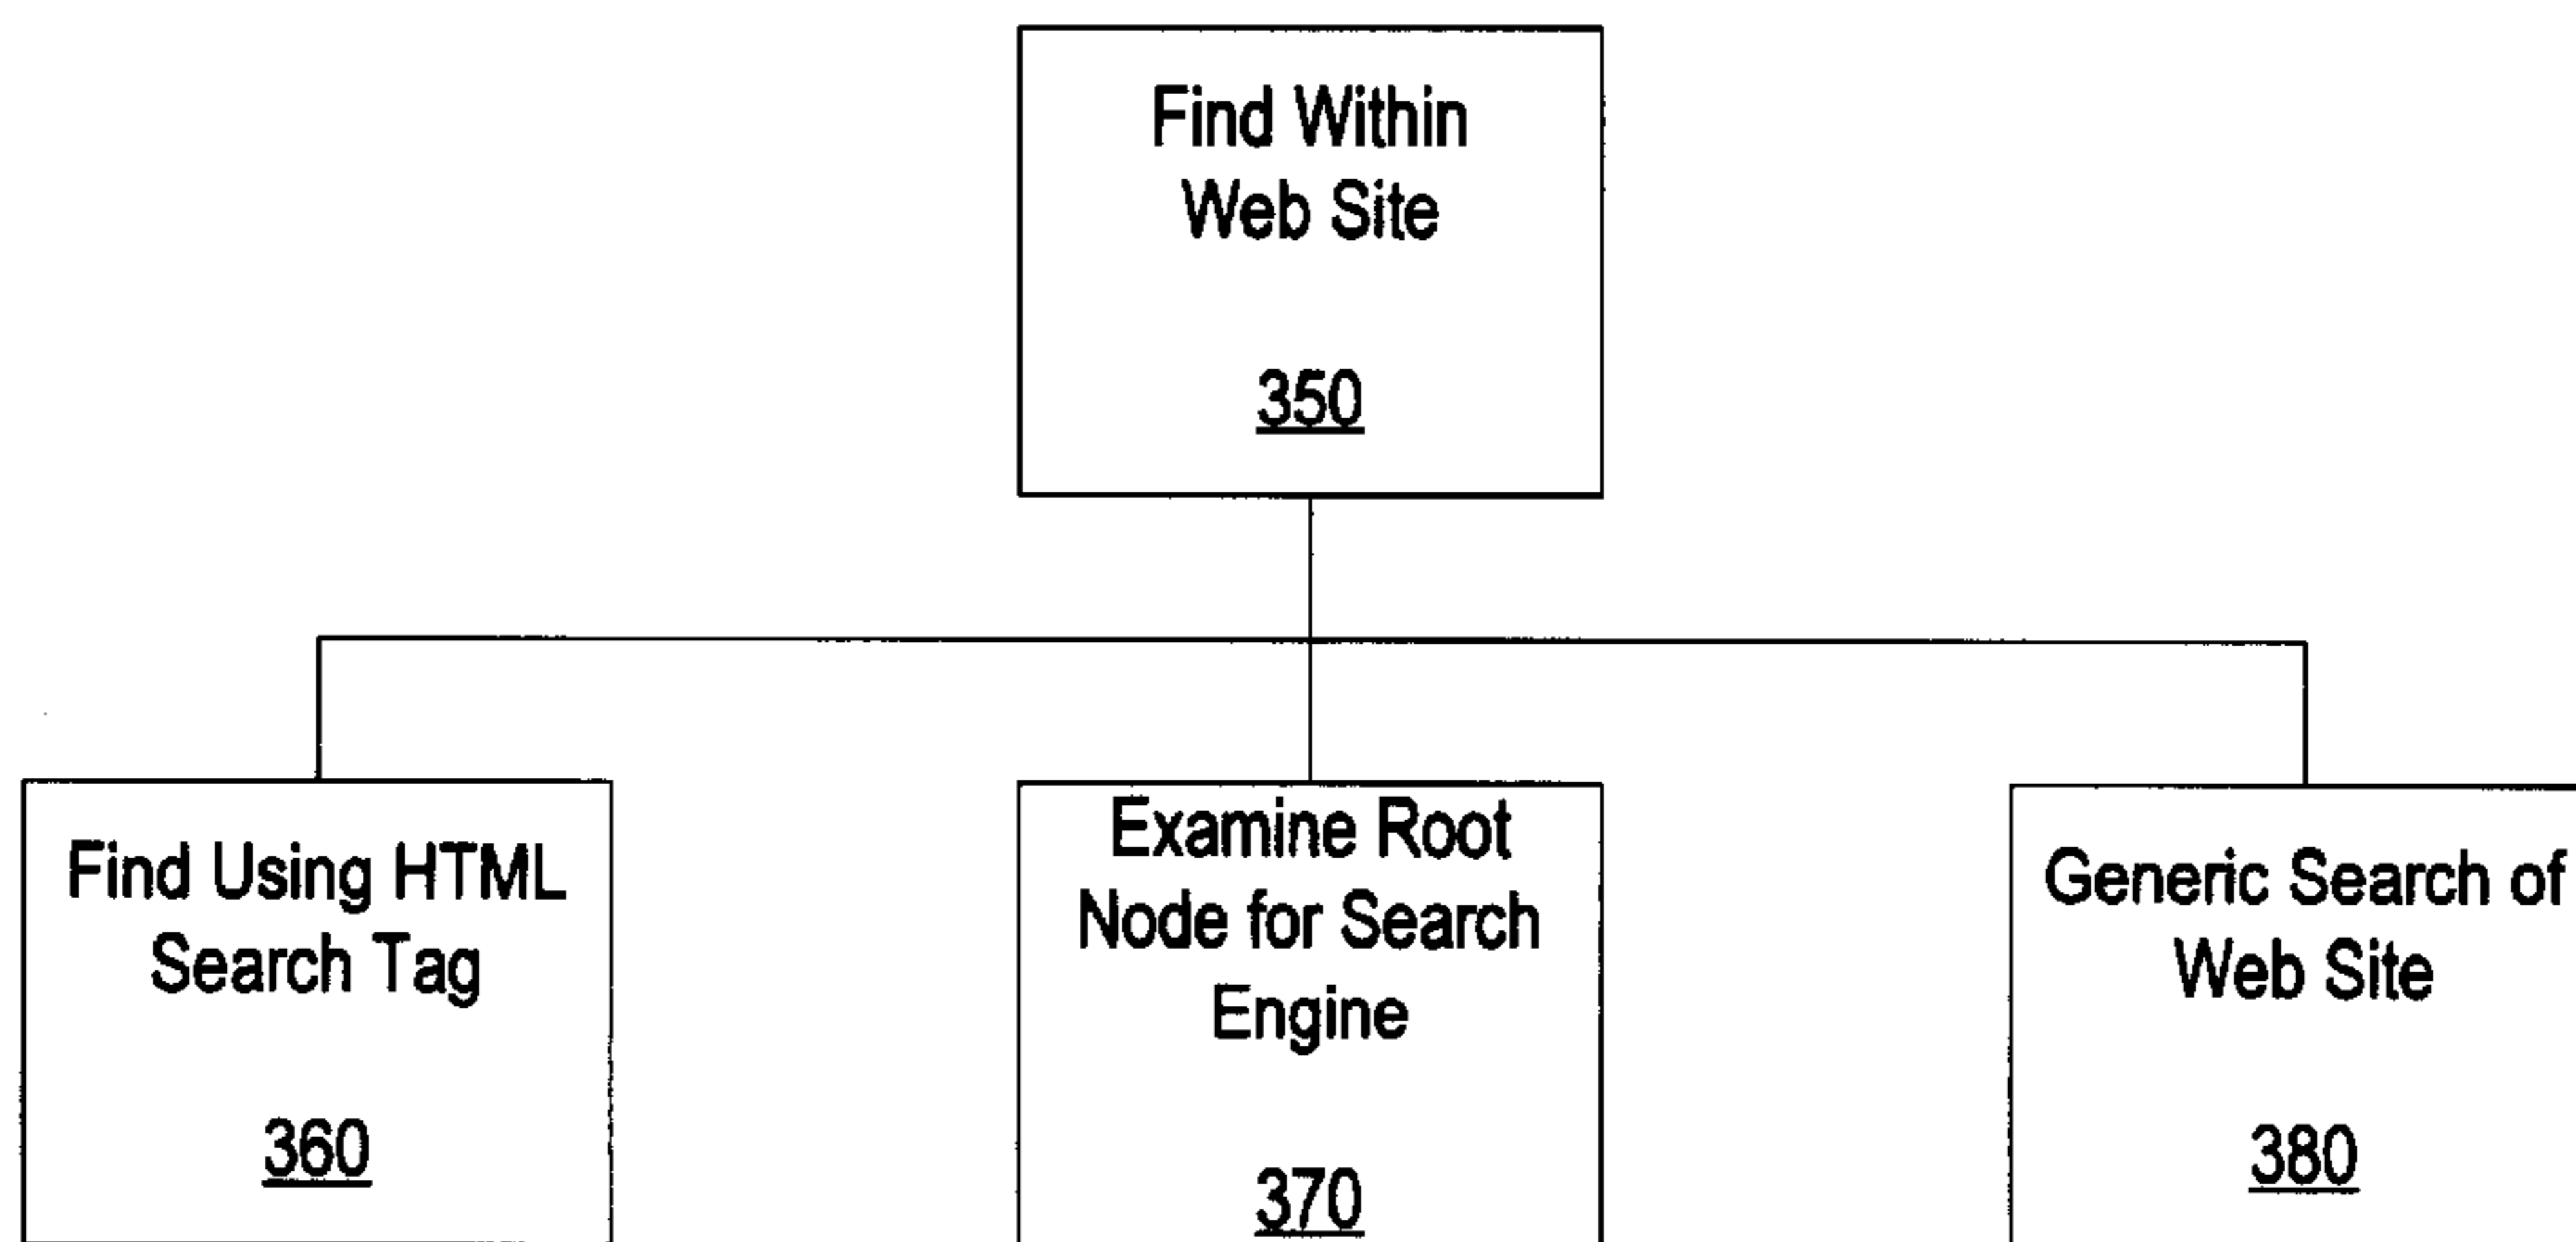 Find Within
Web Site
350
Find Using HTML
Search Tag
360
Examine Root
Node for Search
Engine
370
Generic Search of
Web Site
380